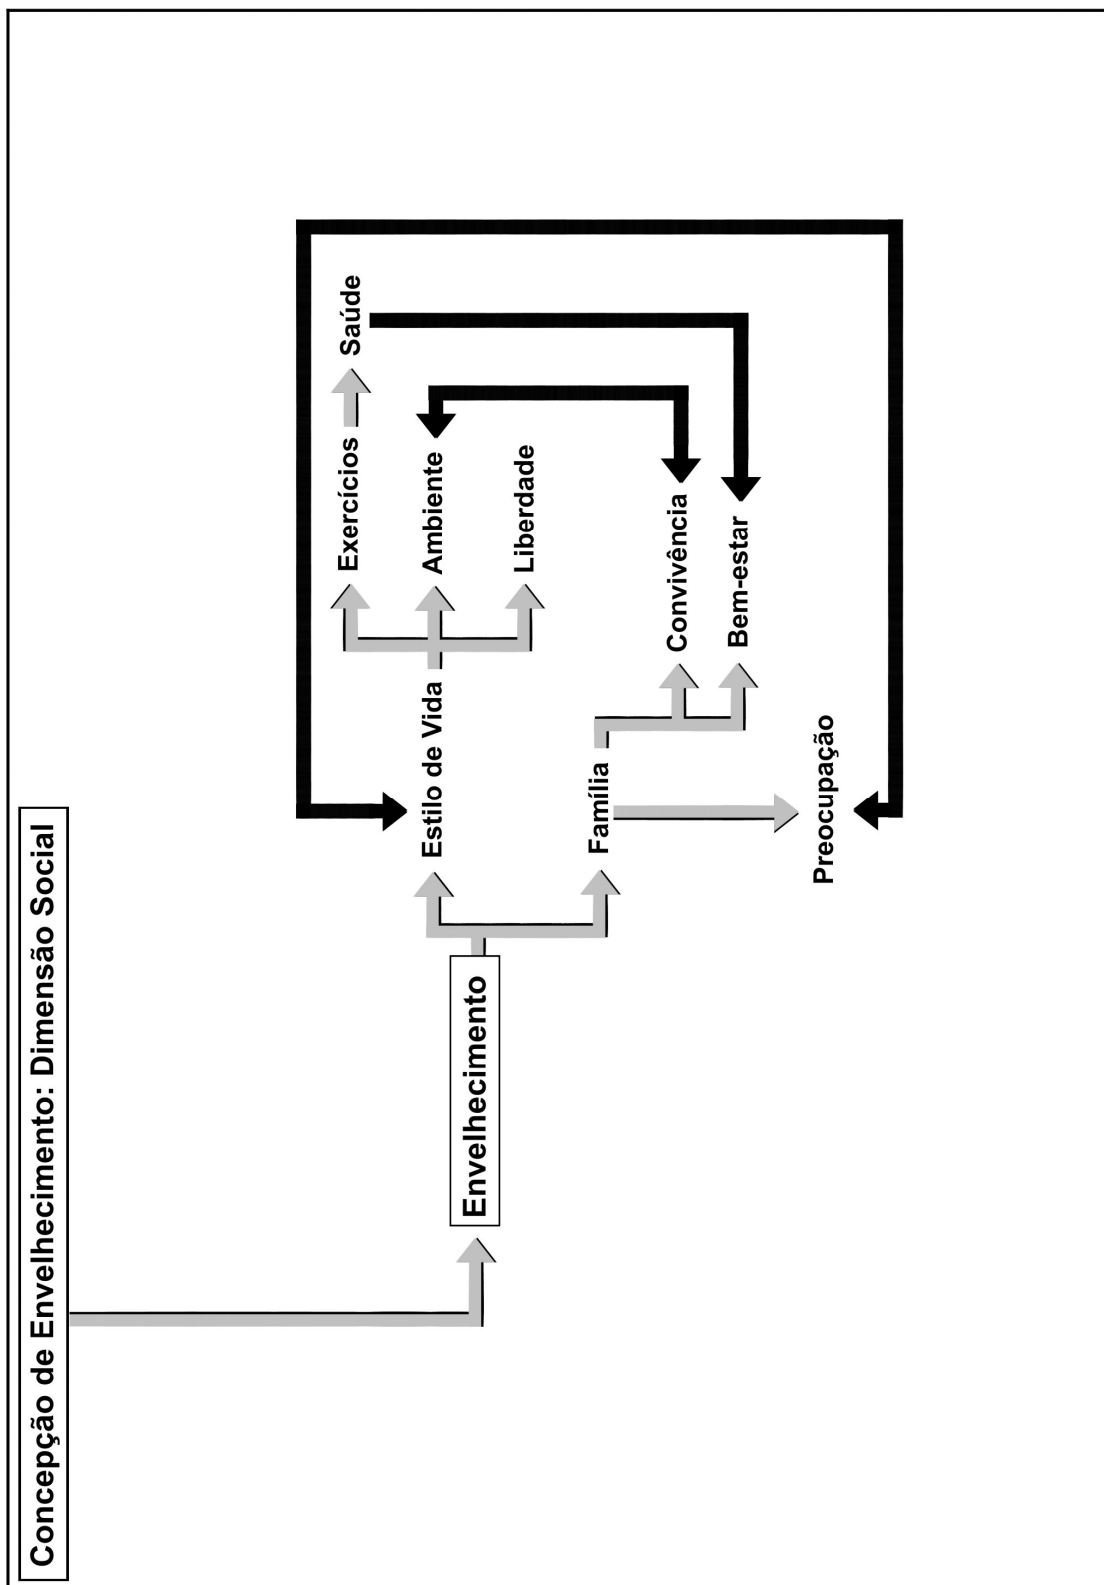 Concepção de Envelhecimento: Dimensão Social
Envelhecimento
Estilo de Vida
Exercícios
Saúde
Ambiente
Liberdade
Família
Convivência
Bem-estar
Preocupação